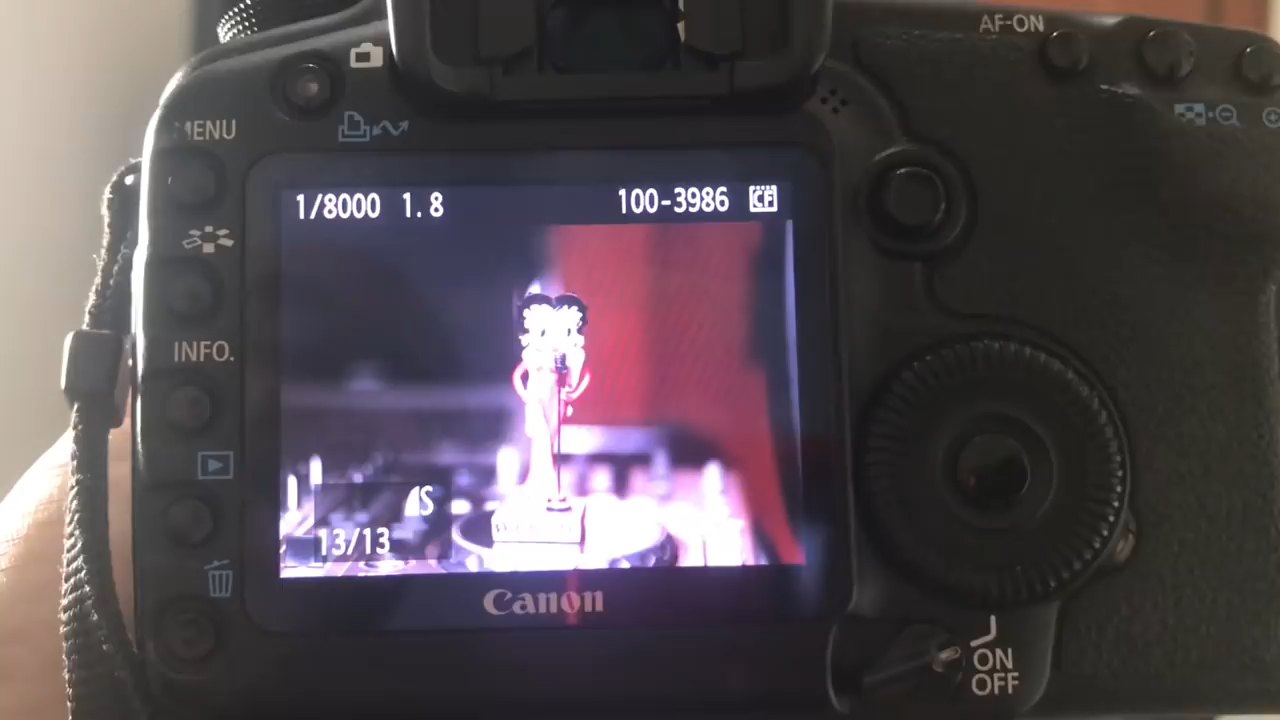 AF-ON
MENU
1/8000 1.8 100-3986 CF
INFO.
13/13
Canon
ON
OFF